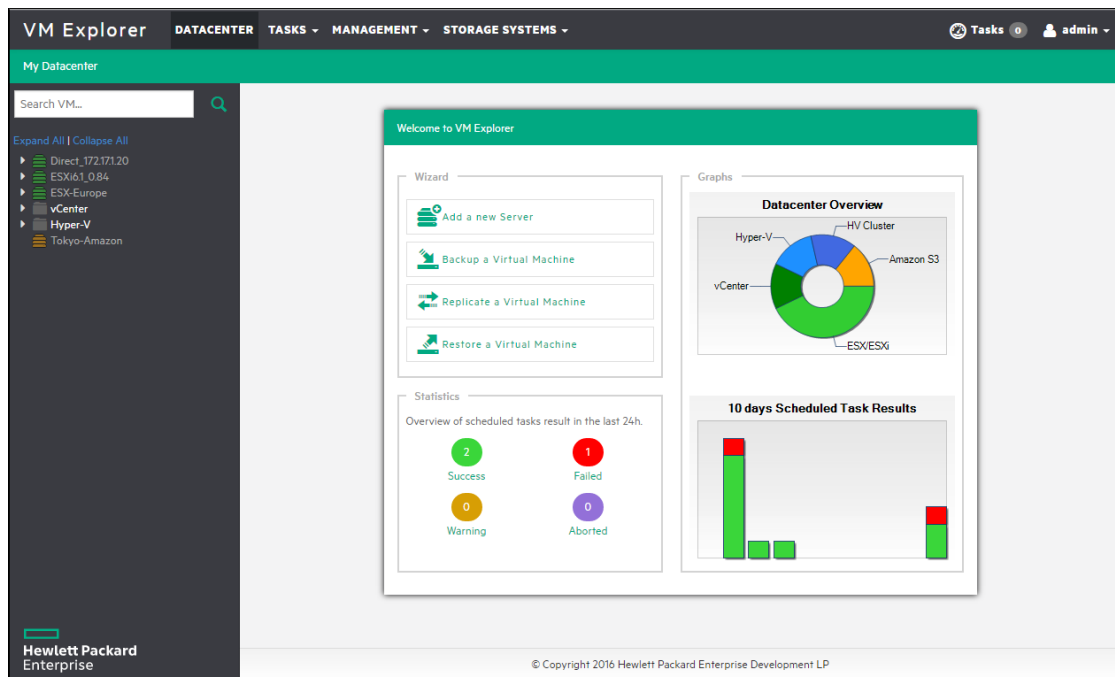 VM Explorer DATACENTER TASKS MANAGEMENT STORAGE SYSTEMS Tasks 0 admin
My Datacenter
Search VM...
Expand All | Collapse All
Direct_172.17.1.20
ESXi6.1_0.84
ESX-Europe
vCenter
Hyper-V
Tokyo-Amazon
Welcome to VM Explorer
Wizard
Add a new Server
Backup a Virtual Machine
Replicate a Virtual Machine
Restore a Virtual Machine
Statistics
Overview of scheduled tasks result in the last 24h.
2
Success
1
Failed
0
Warning
0
Aborted
Graphs
Datacenter Overview
HV Cluster
Hyper-V
Amazon S3
vCenter
ESX/ESXi
10 days Scheduled Task Results
Hewlett Packard
Enterprise
© Copyright 2016 Hewlett Packard Enterprise Development LP